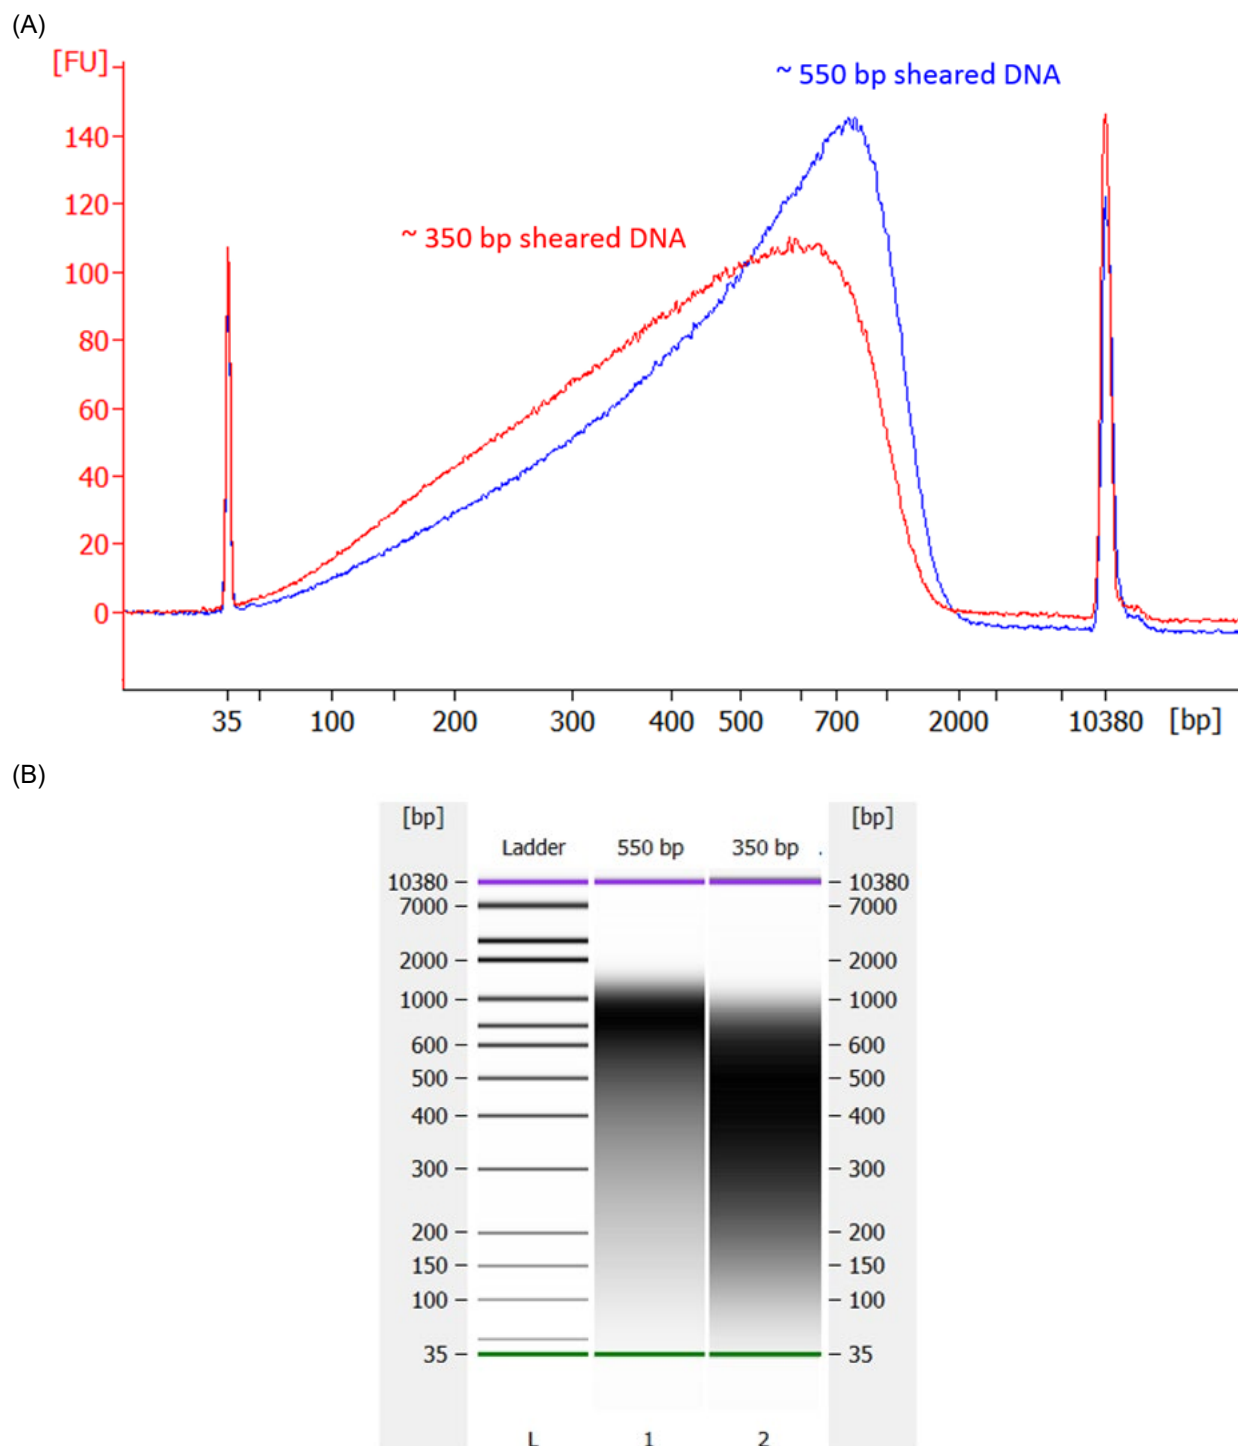 (A)
[FU]
~ 550 bp sheared DNA
140
120
~ 350 bp sheared DNA
100
80
60
40
20
0
35 100 200 300 400 500 700 2000 10380 [bp]
(B)
[bp] [bp]
Ladder 550 bp 350 bp .
10380 10380
7000 7000
2000 2000
1000 1000
600 600
500 500
400 400
300 300
200 200
150 150
100 100
35 35
L 1 2